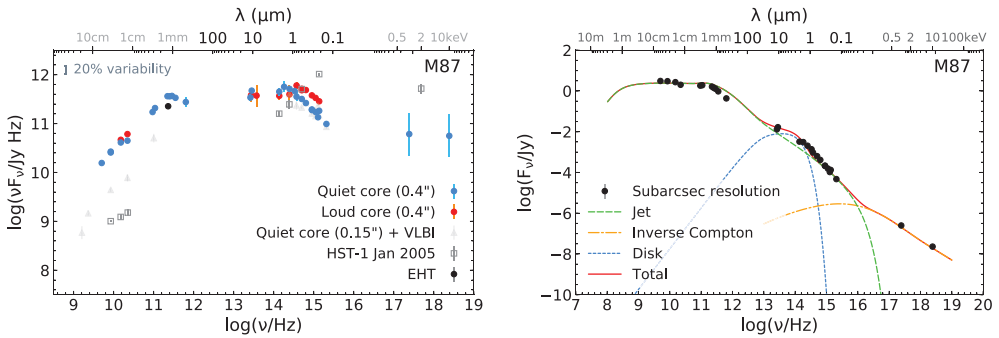 λ (μm)
10cm 1cm 1mm 100 10 1 0.1 0.5 2 10keV
20% variability
M87
log(νFν/Jy Hz)
12
11
10
9
8
Quiet core (0.4")
Loud core (0.4")
Quiet core (0.15") + VLBI
HST-1 Jan 2005
EHT
9 10 11 12 13 14 15 16 17 18 19
log(ν/Hz)
λ (μm)
10m 1m 10cm 1cm 1mm 100 10 1 0.1 0.5 2 10 100keV
M87
log(Fν/Jy)
2
0
−2
−4
−6
−8
−10
Subarcsec resolution
Jet
Inverse Compton
Disk
Total
7 8 9 10 11 12 13 14 15 16 17 18 19 20
log(ν/Hz)